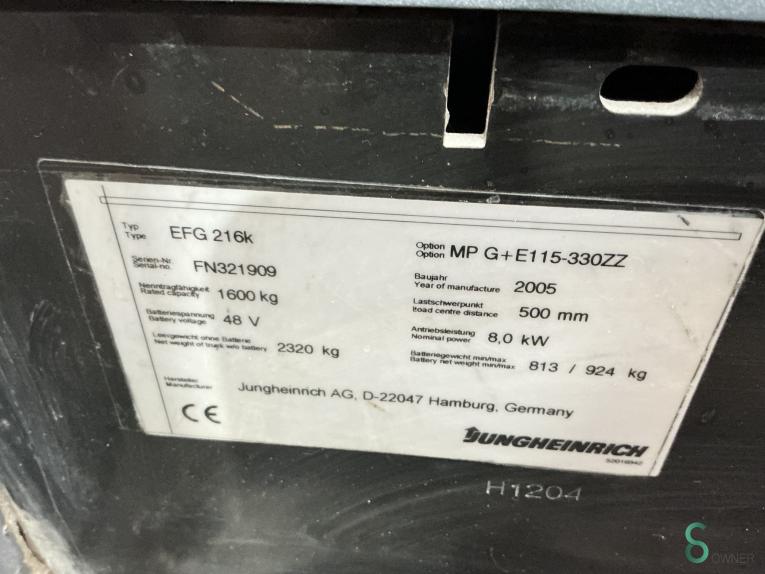 Typ
Type EFG 216k
Option
Option MP G+E115-330ZZ
Serien-Nr.
Serial-no. FN321909
Baujahr
Year of manufacture 2005
Nenntragfähigkeit
Rated capacity 1600 kg
Lastschwerpunkt
load centre distance 500 mm
Batteriespannung
Battery voltage 48 V
Antriebsleistung
Nominal power 8,0 kW
Leergewicht ohne Batterie
Net weight of truck w/o battery 2320 kg
Batteriegewicht min/max
Battery net weight min/max 813 / 924 kg
Hersteller
Manufacturer Jungheinrich AG, D-22047 Hamburg, Germany
CE
JUNGHEINRICH
H1204
OWNER